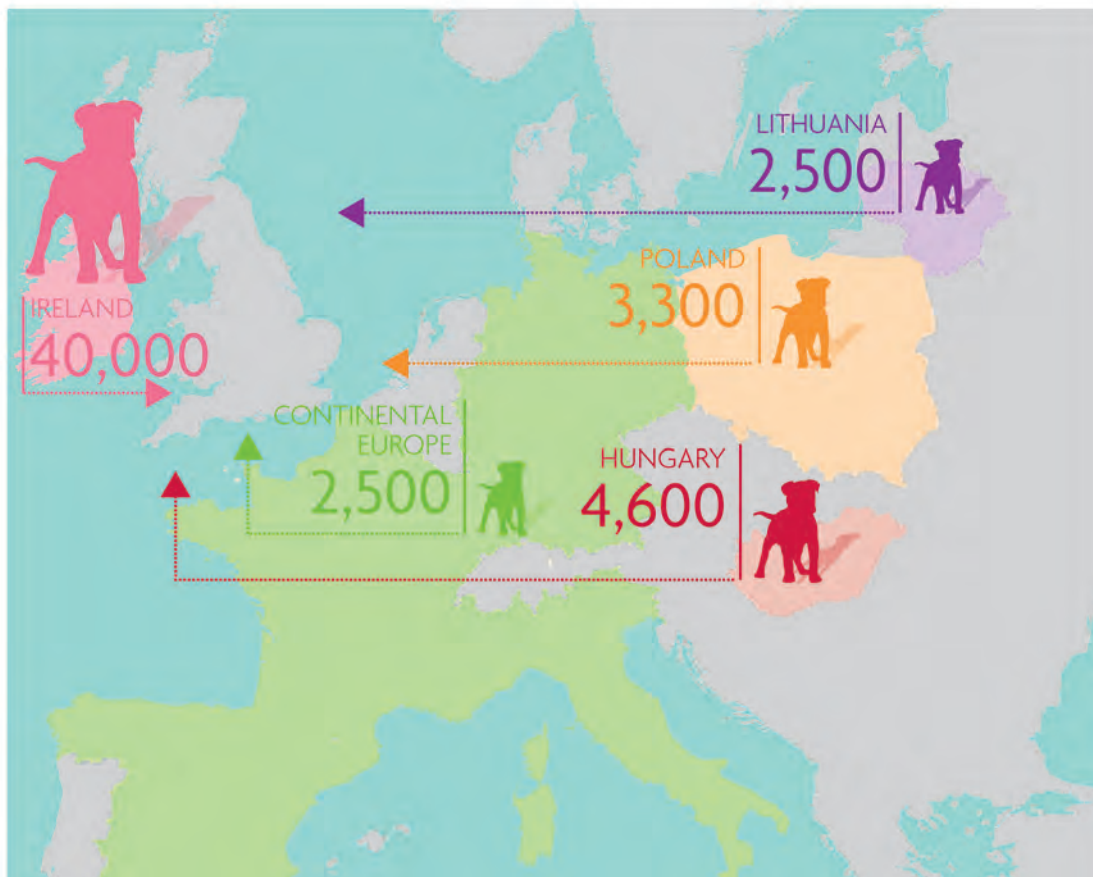 LITHUANIA
2,500
POLAND
3,300
IRELAND
40,000
CONTINENTAL
EUROPE
2,500
HUNGARY
4,600